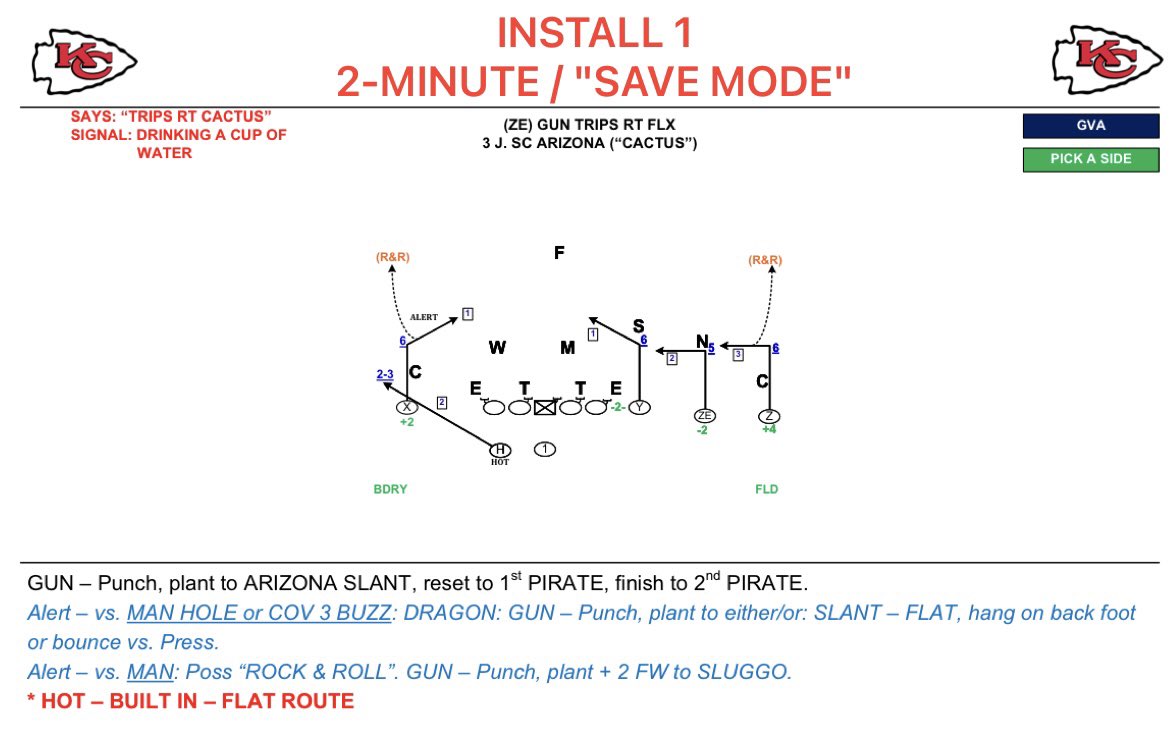 INSTALL 1
2-MINUTE / "SAVE MODE"
KC
KC
SAYS: “TRIPS RT CACTUS”
SIGNAL: DRINKING A CUP OF
WATER
(ZE) GUN TRIPS RT FLX
3 J. SC ARIZONA (“CACTUS”)
GVA
PICK A SIDE
(R&R)
F
(R&R)
ALERT
1
1
S
6
W
M
6
N
5
2
3
6
2-3
C
E
T
T
E
C
2
X
-2-
Y
ZE
Z
+2
-2
+4
H
1
HOT
BDRY
FLD
GUN – Punch, plant to ARIZONA SLANT, reset to 1st PIRATE, finish to 2nd PIRATE.
Alert – vs. MAN HOLE or COV 3 BUZZ: DRAGON: GUN – Punch, plant to either/or: SLANT – FLAT, hang on back foot
or bounce vs. Press.
Alert – vs. MAN: Poss “ROCK & ROLL”. GUN – Punch, plant + 2 FW to SLUGGO.
* HOT – BUILT IN – FLAT ROUTE